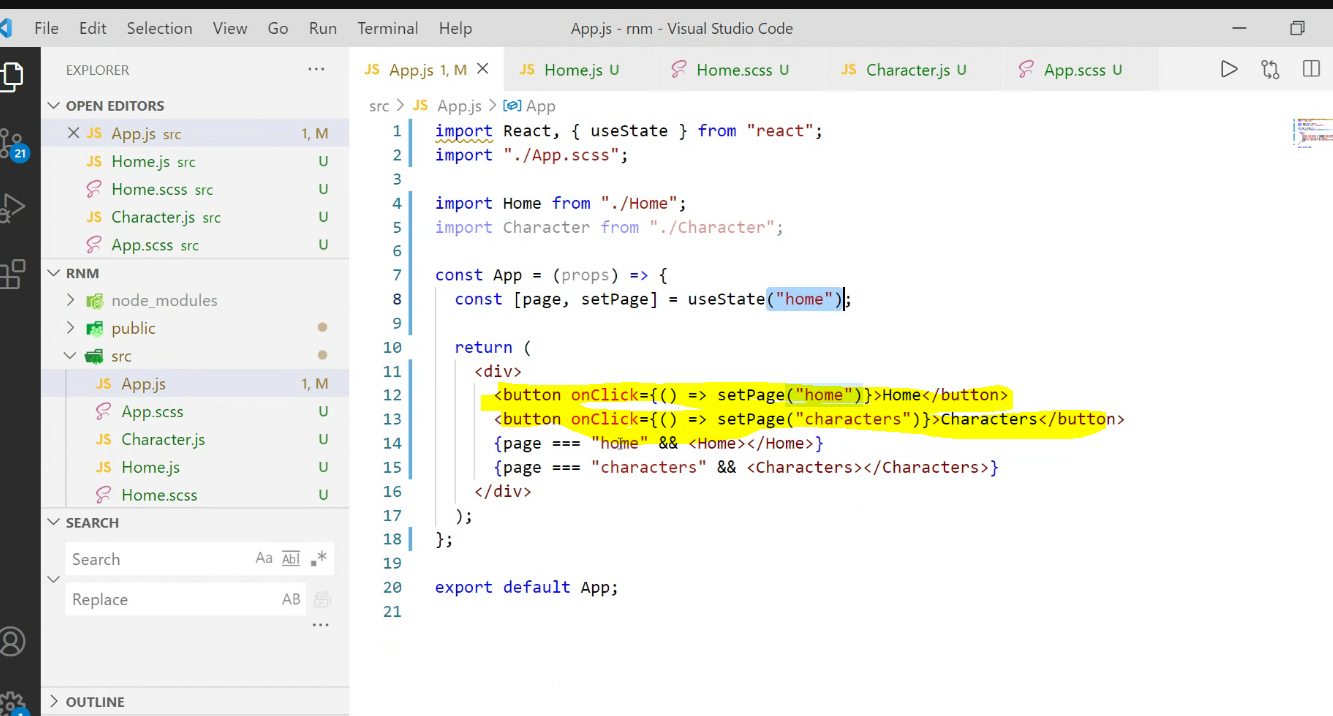 File Edit Selection View Go Run Terminal Help App.js - rnm - Visual Studio Code
EXPLORER ···
JS App.js 1, M JS Home.js U Home.scss U JS Character.js U App.scss U
OPEN EDITORS
JS App.js src 1, M
JS Home.js src U
Home.scss src U
JS Character.js src U
App.scss src U
21
RNM
node_modules
public
src
JS App.js 1, M
App.scss U
JS Character.js U
JS Home.js U
Home.scss U
SEARCH
Search Aa Abl .*
Replace AB
···
OUTLINE
1
src > JS App.js > App
1 import React, { useState } from "react";
2 import "./App.scss";
3
4 import Home from "./Home";
5 import Character from "./Character";
6
7 const App = (props) => {
8 const [page, setPage] = useState("home");
9
10 return (
11 <div>
12 <button onClick={() => setPage("home")}>Home</button>
13 <button onClick={() => setPage("characters")}>Characters</button>
14 {page === "home" && <Home></Home>}
15 {page === "characters" && <Characters></Characters>}
16 </div>
17 );
18 };
19
20 export default App;
21